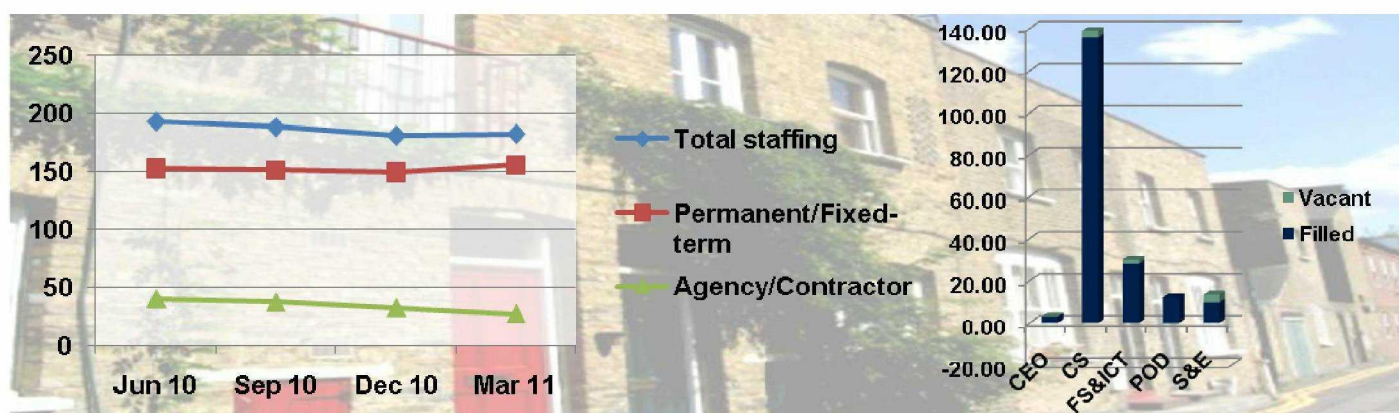 250
200
150
100
50
0
Jun 10 Sep 10 Dec 10 Mar 11
Total staffing
Permanent/Fixed-
term
Agency/Contractor
140.00
120.00
100.00
80.00
60.00
40.00
20.00
0.00
-20.00
CEO
CS
FS&ICT
POD
S&E
Vacant
Filled